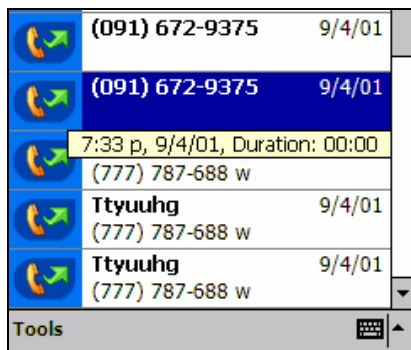 (091) 672-9375 9/4/01
(091) 672-9375 9/4/01
7:33 p, 9/4/01, Duration: 00:00
(777) 787-688 w
Ttyuuhg 9/4/01
(777) 787-688 w
Ttyuuhg 9/4/01
(777) 787-688 w
Tools